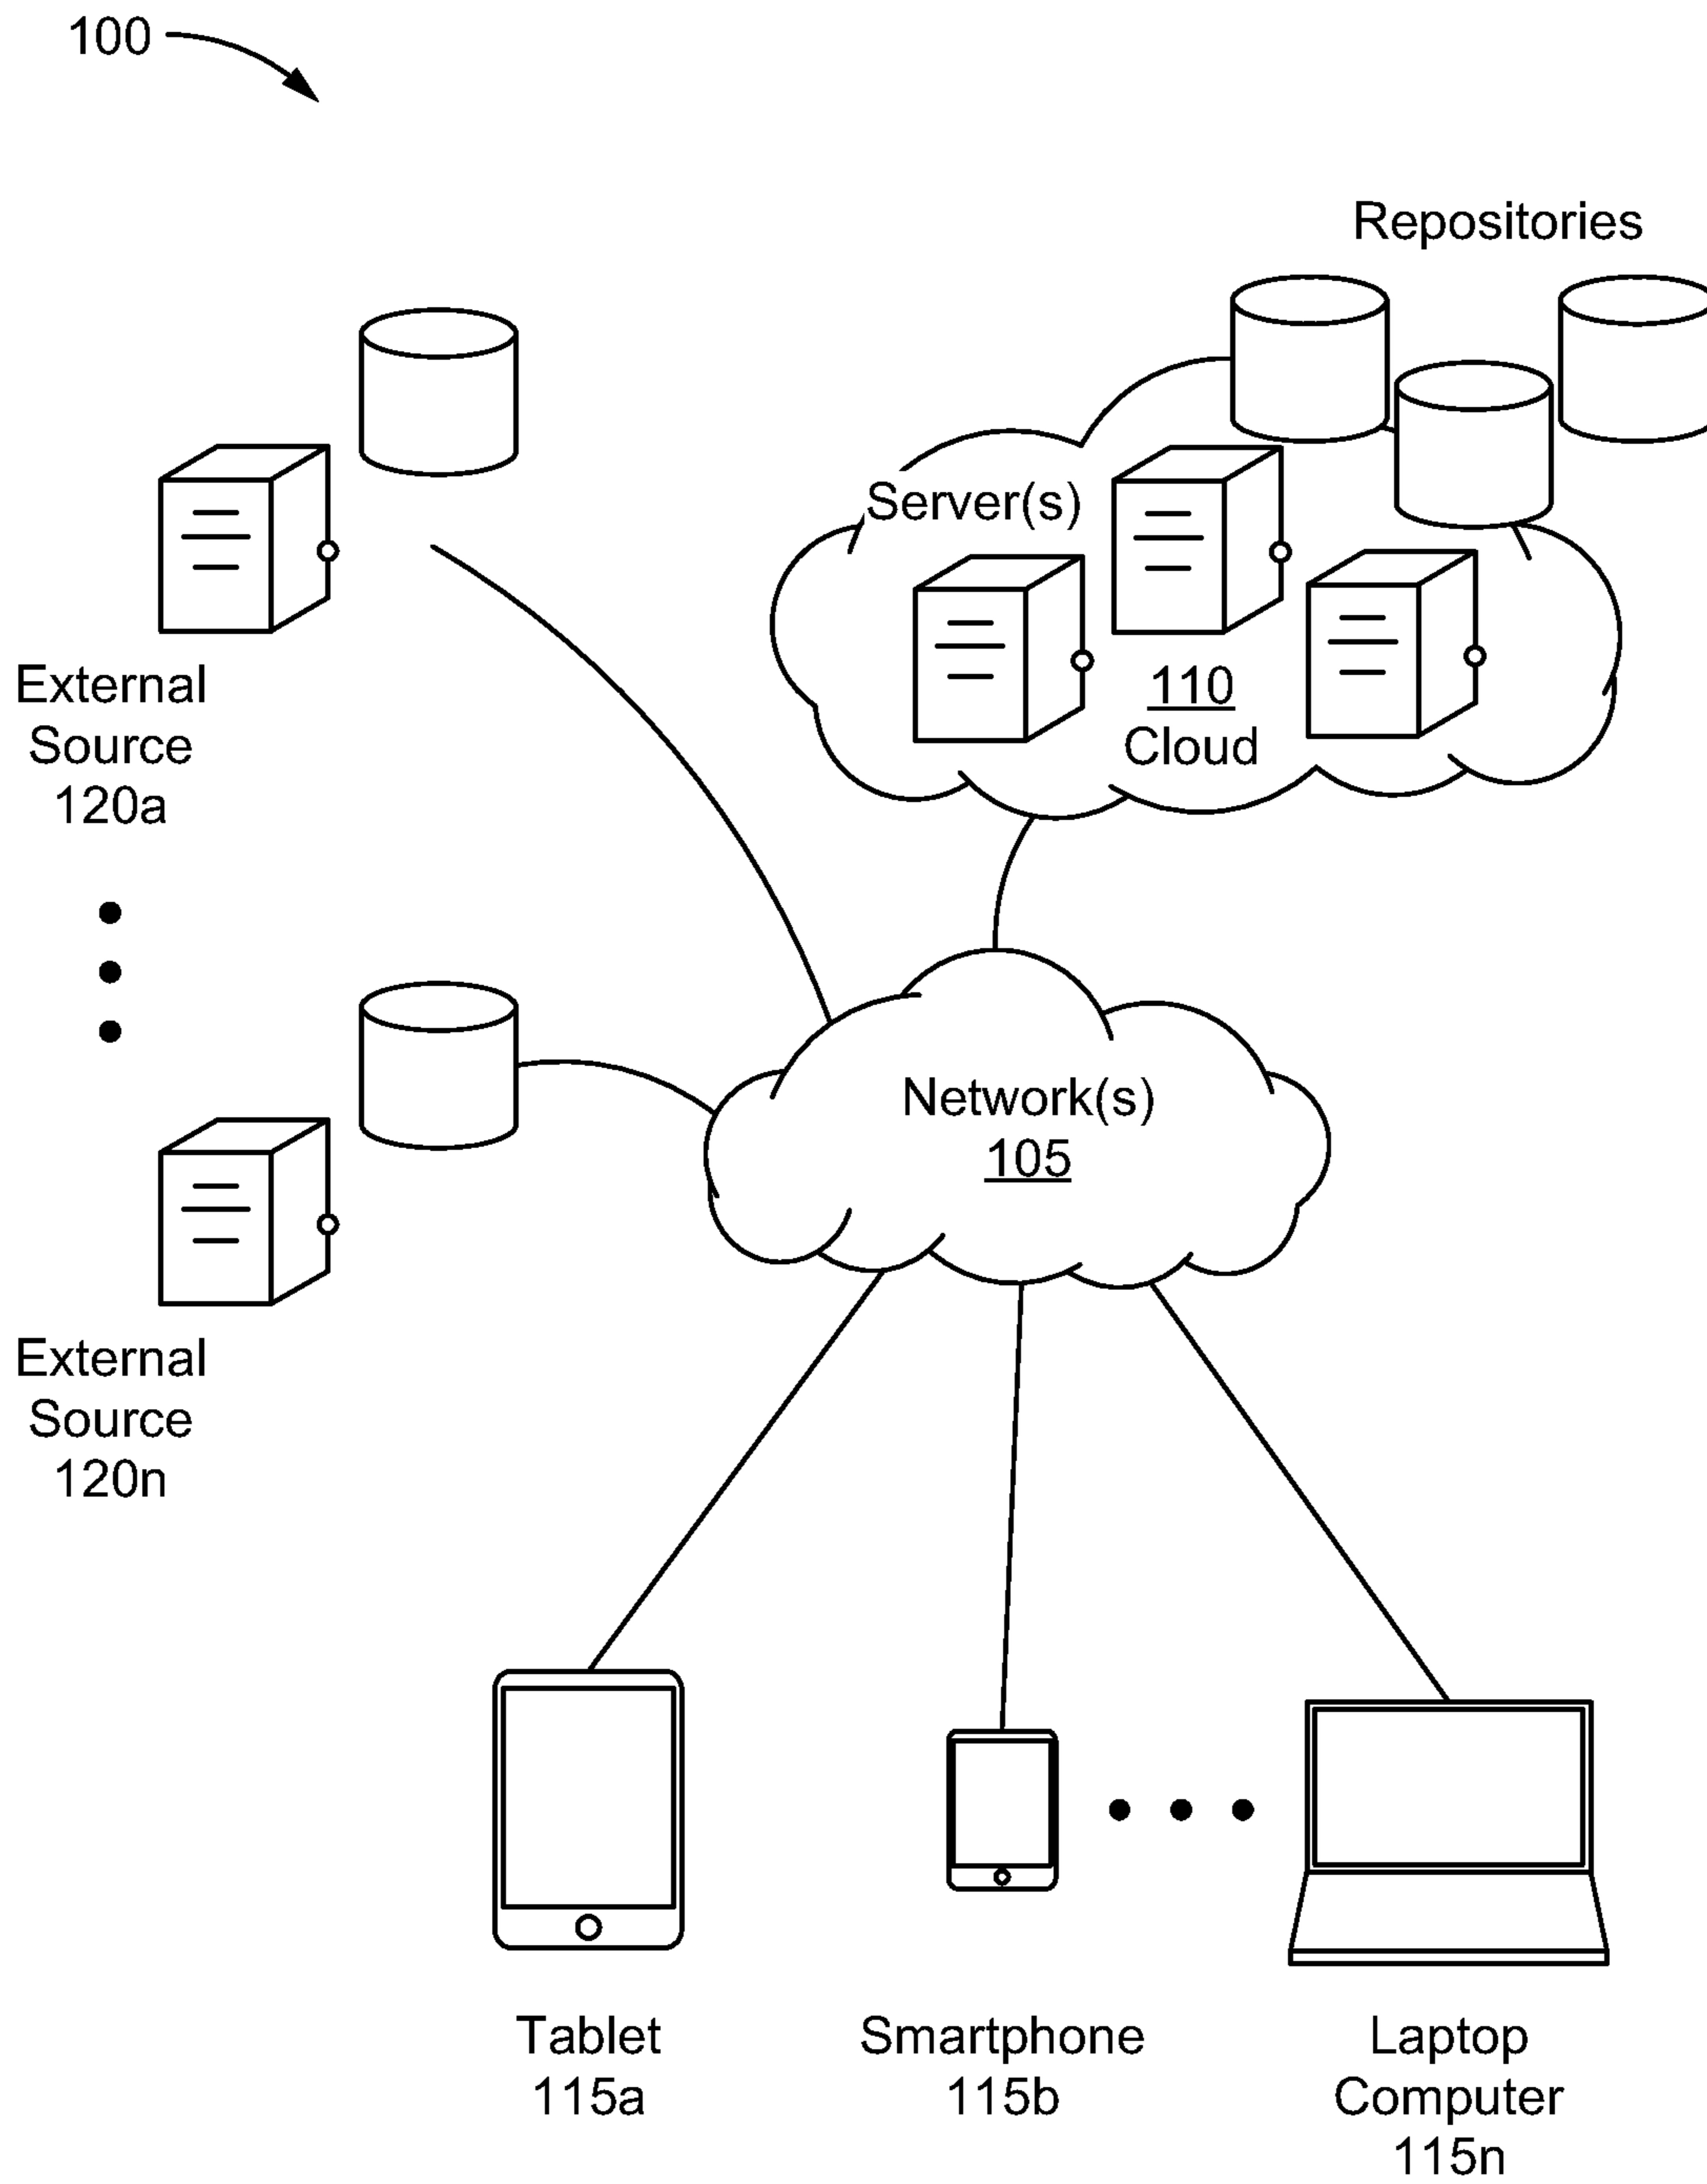 100
Repositories
Server(s)
110
Cloud
External
Source
120a
Network(s)
105
External
Source
120n
Tablet
115a
Smartphone
115b
Laptop
Computer
115n